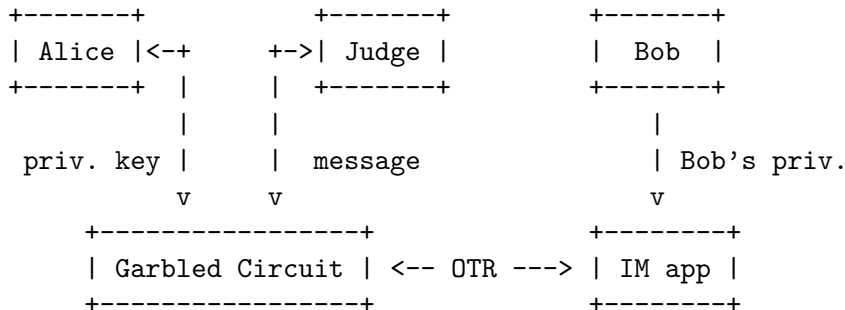 +-------+          +-------+        +-------+
| Alice |<-+    +->| Judge |        |  Bob  |
+-------+  |    |  +-------+        +-------+
           |    |                       |
 priv. key |    |  message              | Bob's priv.
           v    v                       v
     +-----------------+            +--------+
     | Garbled Circuit | <-- OTR ---> | IM app |
     +-----------------+            +--------+